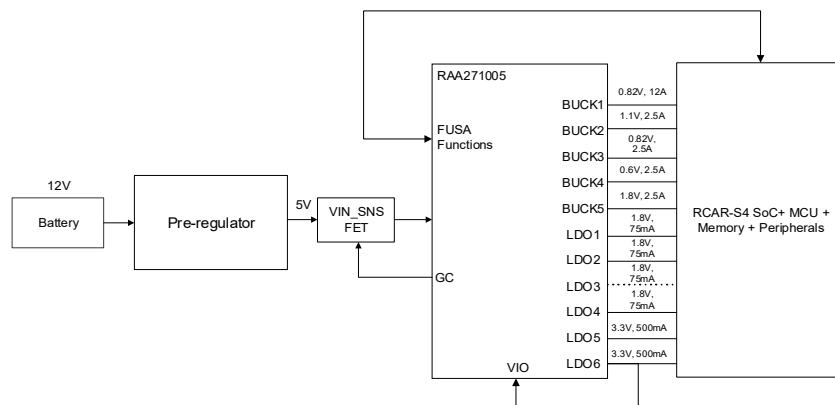 RAA271005
FUSA
Functions
12V
Battery
Pre-regulator
5V
VIN_SNS
FET
GC
VIO
BUCK1
0.82V, 12A
BUCK2
1.1V, 2.5A
BUCK3
0.82V,
2.5A
BUCK4
0.6V, 2.5A
BUCK5
1.8V, 2.5A
LDO1
1.8V,
75mA
LDO2
1.8V,
75mA
LDO3
1.8V,
75mA
LDO4
1.8V,
75mA
LDO5
3.3V, 500mA
LDO6
3.3V, 500mA
RCAR-S4 SoC+ MCU +
Memory + Peripherals